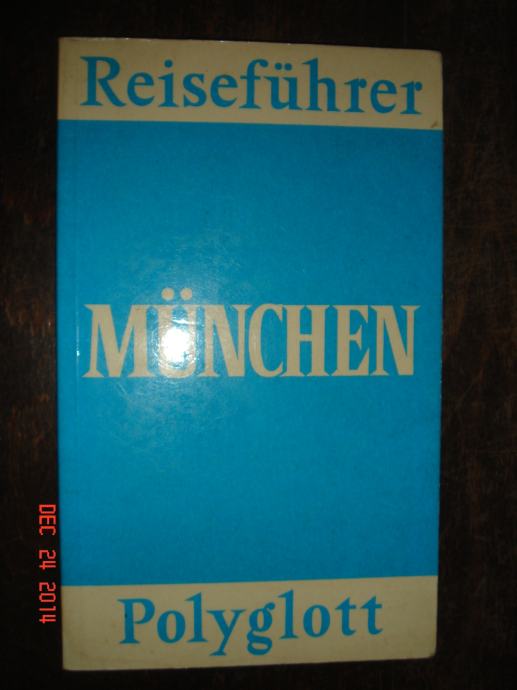 Reiseführer
MÜNCHEN
Polyglott
DEC 24 2014